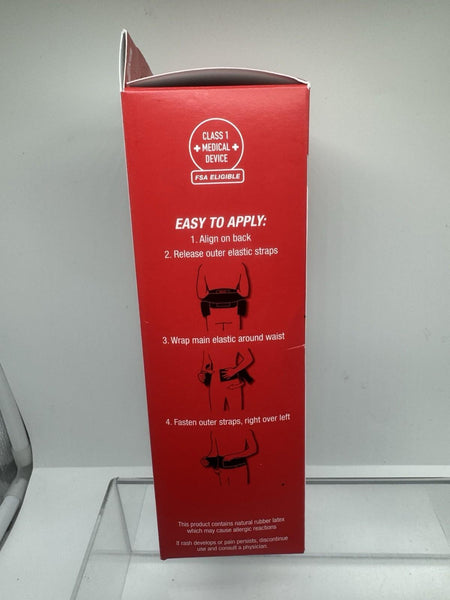 CLASS 1
+ MEDICAL +
DEVICE
FSA ELIGIBLE
EASY TO APPLY:
1. Align on back
2. Release outer elastic straps
3. Wrap main elastic around waist
4. Fasten outer straps, right over left
This product contains natural rubber latex
which may cause allergic reactions
If rash develops or pain persists, discontinue
use and consult a physician.